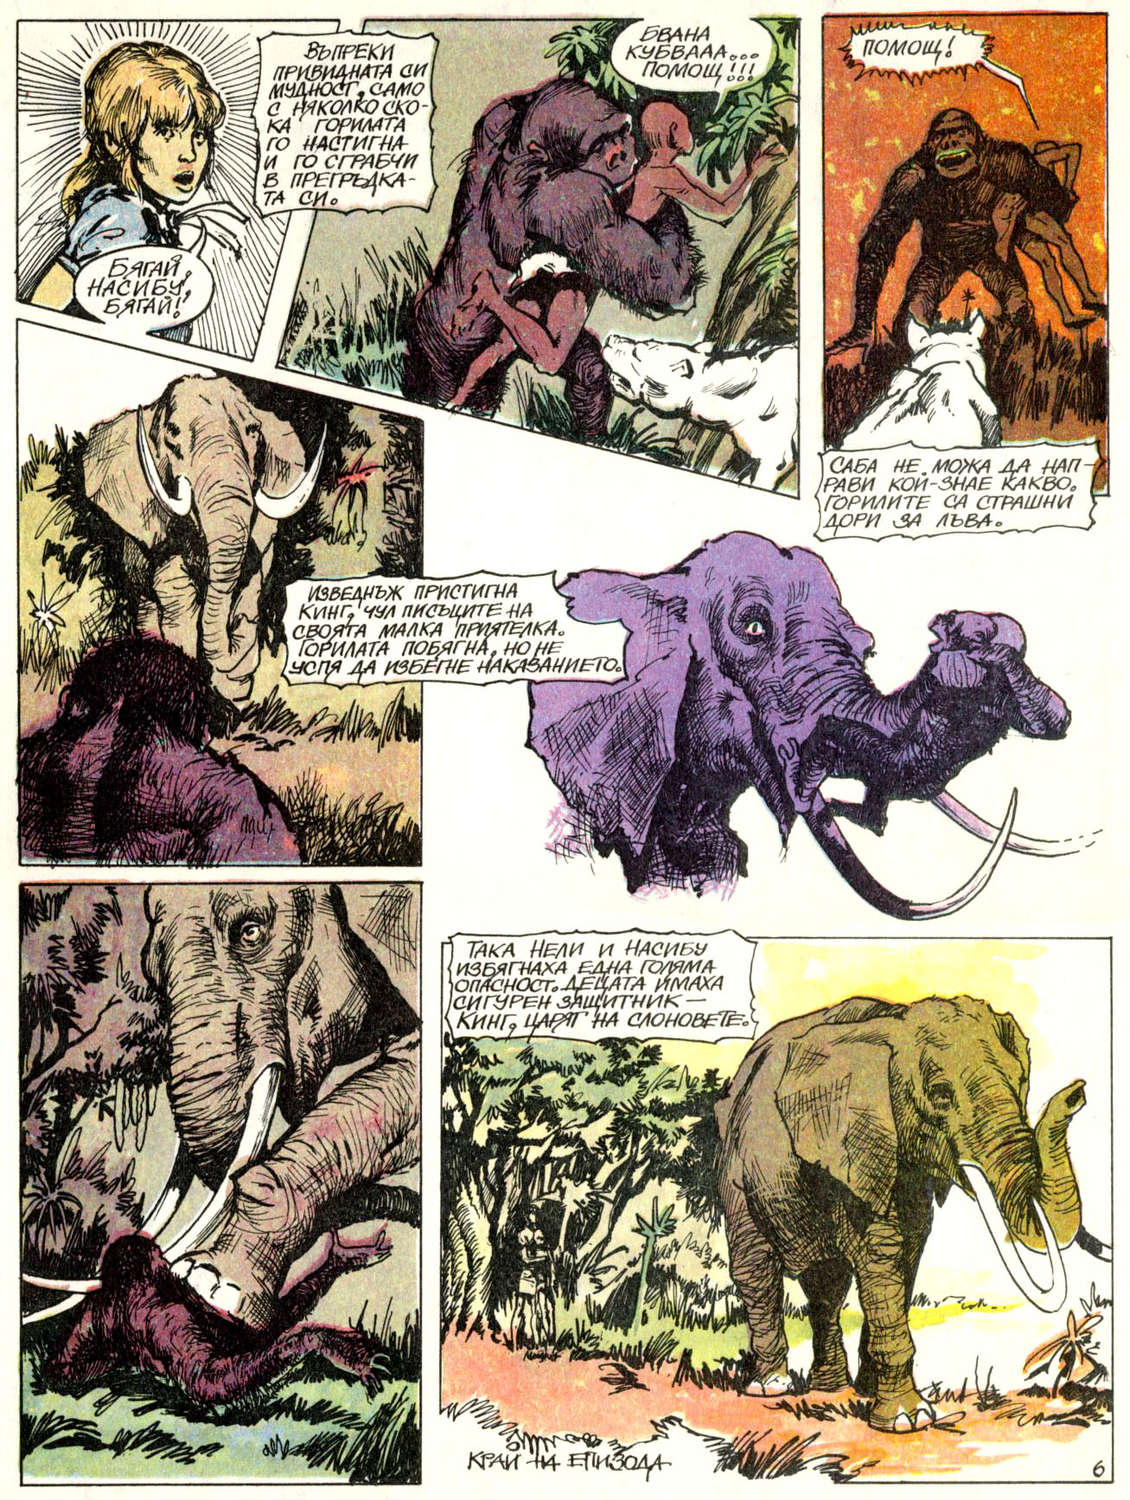 БЯГАЙ,
НАСИБУ,
БЯГАЙ!
ВЪПРЕКИ
ПРИВИДНАТА СИ
МУДНОСТ, САМО
С НЯКОЛКО СКО-
КА ГОРИЛАТА
ГО НАСТИГНА
И ГО СГРАБЧИ
В ПРЕГРЪДКА-
ТА СИ.
БВАНА
КУБВААА...
ПОМОЩ!!!
ПОМОЩ!
САБА НЕ МОЖА ДА НАП-
РАВИ КОЙ-ЗНАЕ КАКВО.
ГОРИЛИТЕ СА СТРАШНИ
ДОРИ ЗА ЛЪВА.
ИЗВЕДНЪЖ ПРИСТИГНА
КИНГ, ЧУЛ ПИСЪЦИТЕ НА
СВОЯТА МАЛКА ПРИЯТЕЛКА.
ГОРИЛАТА ПОБЯГНА, НО НЕ
УСПЯ ДА ИЗБЕГНЕ НАКАЗАНИЕТО.
ТАКА НЕЛИ И НАСИБУ
ИЗБЯГНАХА ЕДНА ГОЛЯМА
ОПАСНОСТ. ДЕЦАТА ИМАХА
СИГУРЕН ЗАЩИТНИК –
КИНГ, ЦАРЯТ НА СЛОНОВЕТЕ.
КРАЙ НА ЕПИЗОДА
6